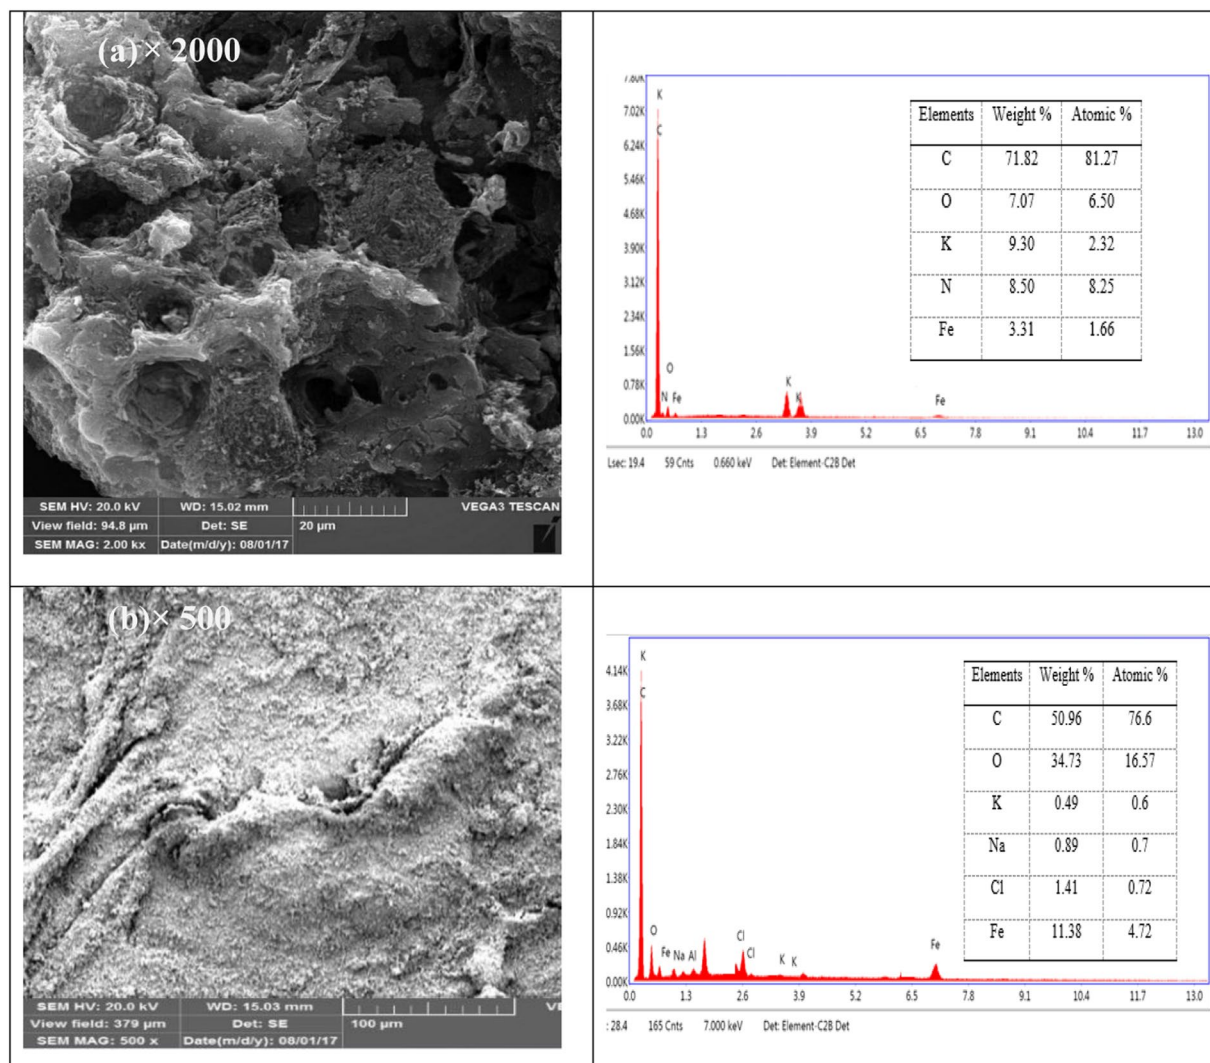 (a) × 2000
SEM HV: 20.0 kV WD: 15.02 mm VEGA3 TESCAN
View field: 94.8 µm Det: SE 20 µm
SEM MAG: 2.00 kx Date(m/d/y): 08/01/17
7.80K
7.02K
6.24K
5.46K
4.68K
3.90K
3.12K
2.34K
1.56K
0.78K
0.00K
K
C
O
N Fe
K
K
Fe
0.0 1.3 2.6 3.9 5.2 6.5 7.8 9.1 10.4 11.7 13.0
Lsec: 19.4 59 Cnts 0.660 keV Det: Element-C2B Det
Elements Weight % Atomic %
C 71.82 81.27
O 7.07 6.50
K 9.30 2.32
N 8.50 8.25
Fe 3.31 1.66
(b)× 500
SEM HV: 20.0 kV WD: 15.03 mm VE
View field: 379 µm Det: SE 100 µm
SEM MAG: 500 x Date(m/d/y): 08/01/17
4.14K
3.68K
3.22K
2.76K
2.30K
1.84K
1.38K
0.92K
0.46K
0.00K
K
C
O
Fe Na Al
Cl
Cl
K K
Fe
0.0 1.3 2.6 3.9 5.2 6.5 7.8 9.1 10.4 11.7 13.0
: 28.4 165 Cnts 7.000 keV Det: Element-C2B Det
Elements Weight % Atomic %
C 50.96 76.6
O 34.73 16.57
K 0.49 0.6
Na 0.89 0.7
Cl 1.41 0.72
Fe 11.38 4.72